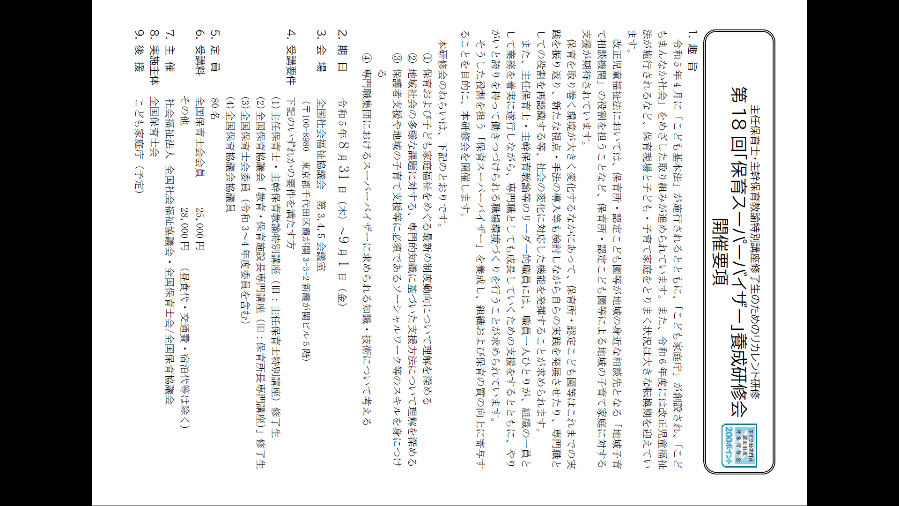 主任保育士・主幹保育教諭特別講座修了生のためのリカレント研修
第18回「保育スーパーバイザー」養成研修会
開催要項
200ポイント
1. 趣 旨
令和5年4月に「こども基本法」が施行されるとともに、「こども家庭庁」が創設され、「こど
もまんなか社会」をめざした取り組みが進められています。また、令和6年度には改正児童福祉
法が施行されるなど、保育現場と子ども・子育て家庭をとりまく状況は大きな転換期を迎えてい
ます。
改正児童福祉法においては、保育所・認定こども園等が地域の身近な相談先となる「地域子育
て相談機関」の役割を担うことなど、保育所・認定こども園等による地域の子育て家庭に対する
支援が期待されています。
保育を取り巻く環境が大きく変化するなかにあって、保育所・認定こども園等はこれまでの実
践を振り返り、新たな視点・手法の導入等も検討しながら自らの実践を発展させたり、専門職と
しての役割を再認識する等、社会の変化に対応した機能を発揮することが求められます。
また、主任保育士・主幹保育教諭等のリーダー的職員には、職員一人ひとりが、組織の一員と
して業務を着実に遂行しながら、専門職としても成長していくための支援をするとともに、やり
がいと誇りを持って働きつづけられる職場環境づくりを行うことが求められています。
そうした役割を担う「保育スーパーバイザー」を養成し、組織および保育の質の向上に寄与す
ることを目的に、本研修会を開催します。
本研修会のねらいは、下記のとおりです。
① 保育および子ども家庭福祉をめぐる最新の制度動向について理解を深める
② 地域社会の多様な課題に対する、専門的知識に基づいた支援方法について理解を深める
③ 保護者支援や地域の子育て支援等に必須であるソーシャルワーク等のスキルを身につけ
る
④ 専門職集団におけるスーパーバイザーに求められる知識・技術について考える
2. 期 日 令和5年8月31日（木）～9月1日（金）
3. 会 場 全国社会福祉協議会 第3,4,5会議室
（〒100-8980 東京都千代田区霞が関3-3-2 新霞が関ビル5階）
4. 受講要件 下記のいずれかの要件を満たす方
(1) 主任保育士・主幹保育教諭特別講座（旧：主任保育士特別講座）修了生
(2) 全国保育協議会「教育・保育施設長専門講座（旧：保育所長専門講座）」修了生
(3) 全国保育士会委員（令和3～4年度委員を含む）
(4) 全国保育協議会協議員
5. 定 員 80名
6. 受講料 全国保育士会会員 25,000円
その他 28,000円 （昼食代・交通費・宿泊代等は除く）
7. 主 催 社会福祉法人 全国社会福祉協議会・全国保育士会/全国保育協議会
8. 実施主体 全国保育士会
9. 後 援 こども家庭庁（予定）